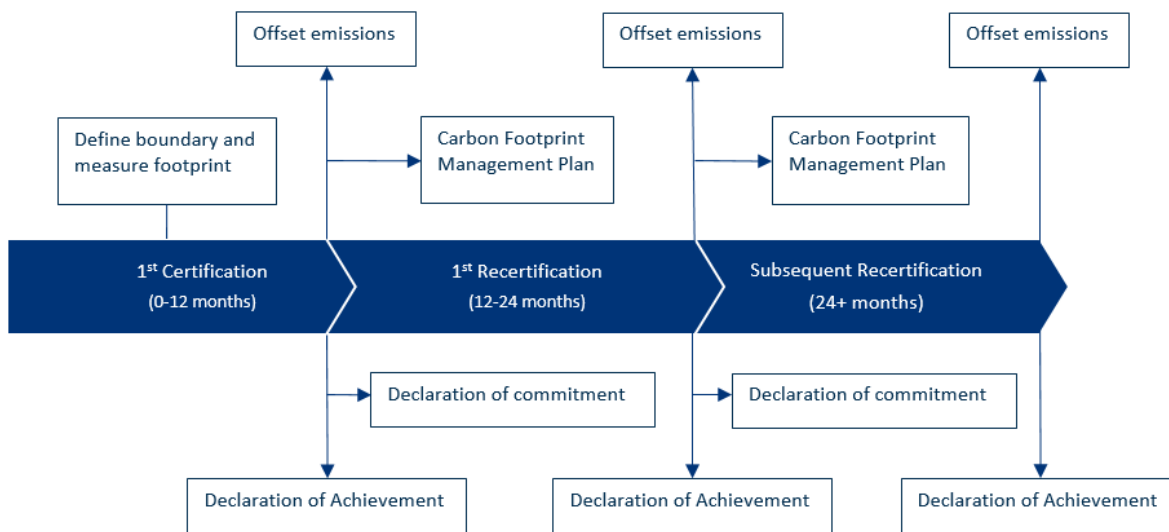 Offset emissions
Offset emissions
Offset emissions
Define boundary and
measure footprint
Carbon Footprint
Management Plan
Carbon Footprint
Management Plan
1st Certification
(0-12 months)
1st Recertification
(12-24 months)
Subsequent Recertification
(24+ months)
Declaration of commitment
Declaration of commitment
Declaration of Achievement
Declaration of Achievement
Declaration of Achievement